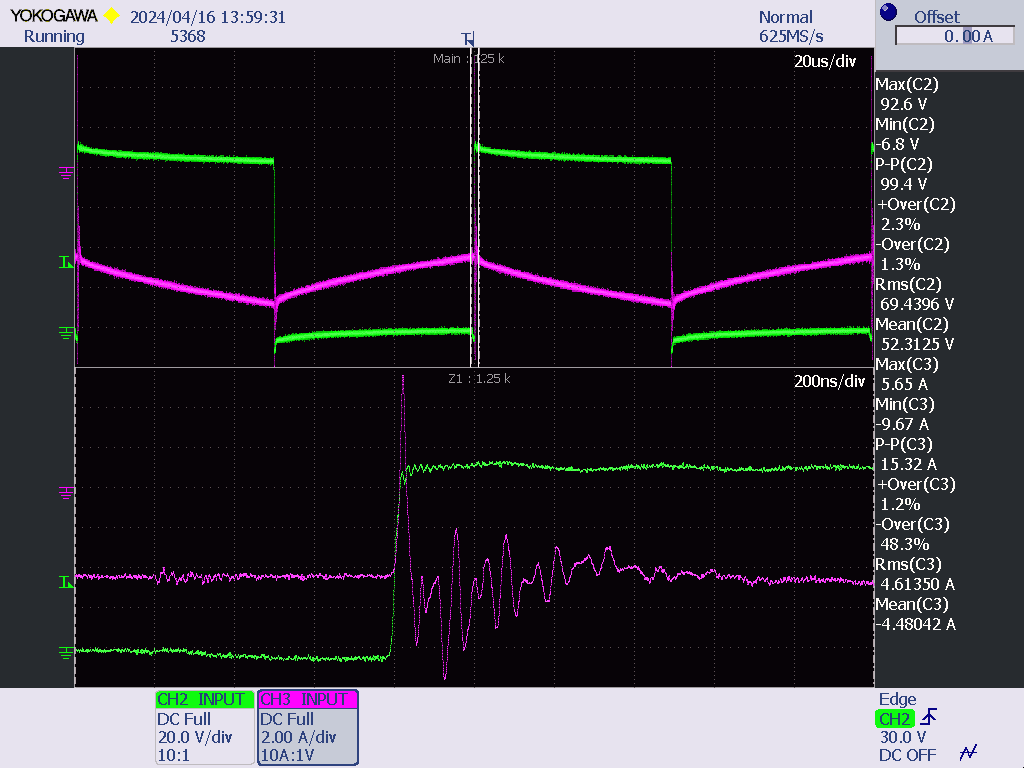 YOKOGAWA 2024/04/16 13:59:31
Running 5368
Normal
625MS/s
Offset
0.00A
T
Main : 125 k
20us/div
Max(C2)
92.6 V
Min(C2)
-6.8 V
P-P(C2)
99.4 V
+Over(C2)
2.3%
-Over(C2)
1.3%
Rms(C2)
69.4396 V
Mean(C2)
52.3125 V
Max(C3)
5.65 A
Min(C3)
-9.67 A
P-P(C3)
15.32 A
+Over(C3)
1.2%
-Over(C3)
48.3%
Rms(C3)
4.61350 A
Mean(C3)
-4.48042 A
T
Z1 : 1.25 k
200ns/div
T
CH2 INPUT
DC Full
20.0 V/div
10:1
CH3 INPUT
DC Full
2.00 A/div
10A:1V
Edge
CH2
30.0 V
DC OFF